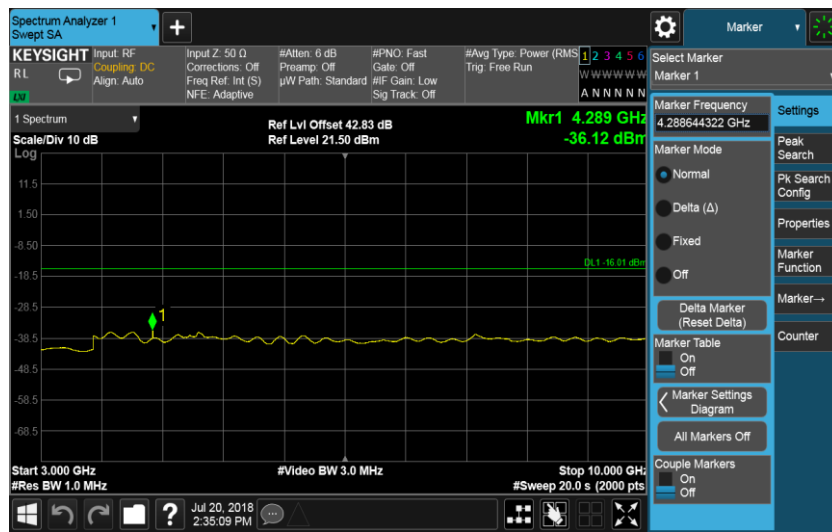 Spectrum Analyzer 1
Swept SA
+
Marker
KEYSIGHT
RL
LXI
Input: RF
Coupling: DC
Align: Auto
Input Z: 50 Ω
Corrections: Off
Freq Ref: Int (S)
NFE: Adaptive
#Atten: 6 dB
Preamp: Off
µW Path: Standard
#PNO: Fast
Gate: Off
#IF Gain: Low
Sig Track: Off
#Avg Type: Power (RMS
Trig: Free Run
1 2 3 4 5 6
W W W W W W
A N N N N N
Select Marker
Marker 1
1 Spectrum
Scale/Div 10 dB
Log
Ref Lvl Offset 42.83 dB
Ref Level 21.50 dBm
Mkr1 4.289 GHz
-36.12 dBm
11.5
1.50
-8.50
-18.5
-28.5
-38.5
-48.5
-58.5
-68.5
DL1 -16.01 dBm
1
Start 3.000 GHz
#Res BW 1.0 MHz
#Video BW 3.0 MHz
Stop 10.000 GHz
#Sweep 20.0 s (2000 pts
Marker Frequency
4.288644322 GHz
Marker Mode
Normal
Delta (Δ)
Fixed
Off
Delta Marker
(Reset Delta)
Marker Table
On
Off
Marker Settings
Diagram
All Markers Off
Couple Markers
On
Off
Settings
Peak
Search
Pk Search
Config
Properties
Marker
Function
Marker→
Counter
?
Jul 20, 2018
2:35:09 PM